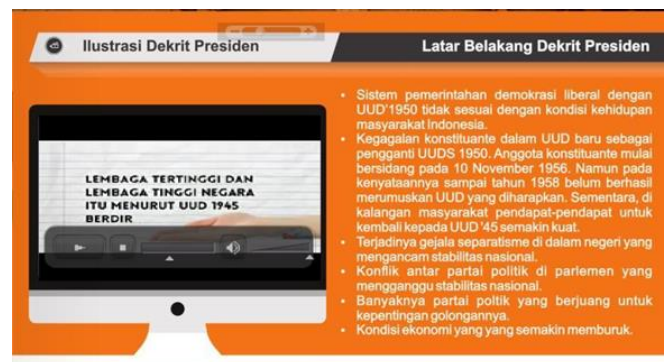 Ilustrasi Dekrit Presiden
Latar Belakang Dekrit Presiden
LEMBAGA TERTINGGI DAN
LEMBAGA TINGGI NEGARA
ITU MENURUT UUD 1945
BERDIR
• Sistem pemerintahan demokrasi liberal dengan
UUD'1950 tidak sesuai dengan kondisi kehidupan
masyarakat Indonesia.
• Kegagalan konstituante dalam UUD baru sebagai
pengganti UUDS 1950. Anggota konstituante mulai
bersidang pada 10 November 1956. Namun pada
kenyataannya sampai tahun 1958 belum berhasil
merumuskan UUD yang diharapkan. Sementara, di
kalangan masyarakat pendapat-pendapat untuk
kembali kepada UUD '45 semakin kuat.
• Terjadinya gejala separatisme di dalam negeri yang
mengancam stabilitas nasional.
• Konflik antar partai politik di parlemen yang
mengganggu stabilitas nasional.
• Banyaknya partai poltik yang berjuang untuk
kepentingan golongannya.
• Kondisi ekonomi yang yang semakin memburuk.